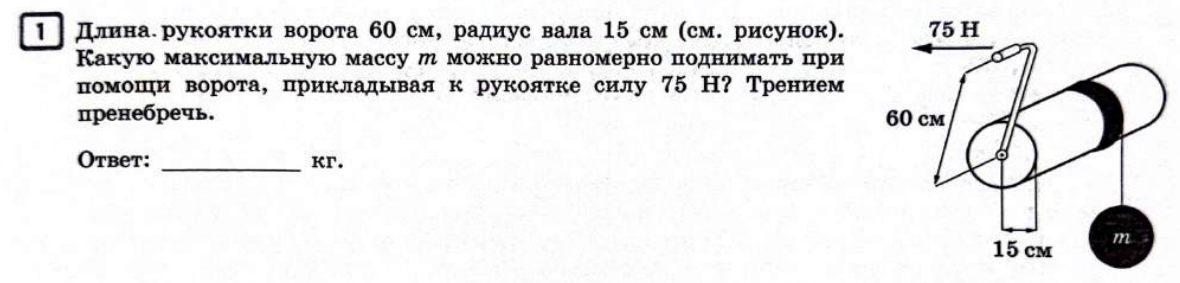 1 Длина рукоятки ворота 60 см, радиус вала 15 см (см. рисунок).
Какую максимальную массу m можно равномерно поднимать при
помощи ворота, прикладывая к рукоятке силу 75 Н? Трением
пренебречь.
Ответ: ____________ кг.
75 Н
60 см
15 см
m